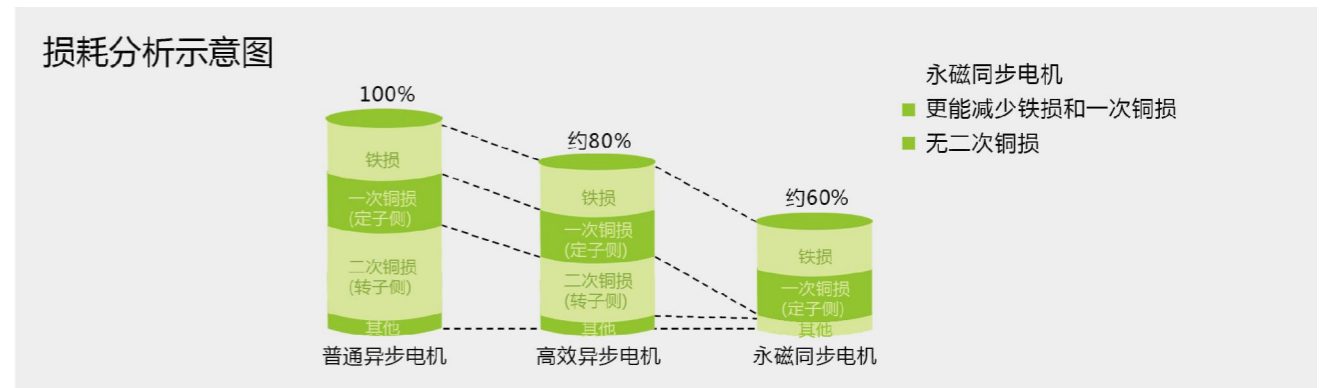 损耗分析示意图
永磁同步电机
更能减少铁损和一次铜损
无二次铜损
100%
铁损
一次铜损
(定子侧)
二次铜损
(转子侧)
其他
普通异步电机
约80%
铁损
一次铜损
(定子侧)
二次铜损
(转子侧)
其他
高效异步电机
约60%
铁损
一次铜损
(定子侧)
其他
永磁同步电机